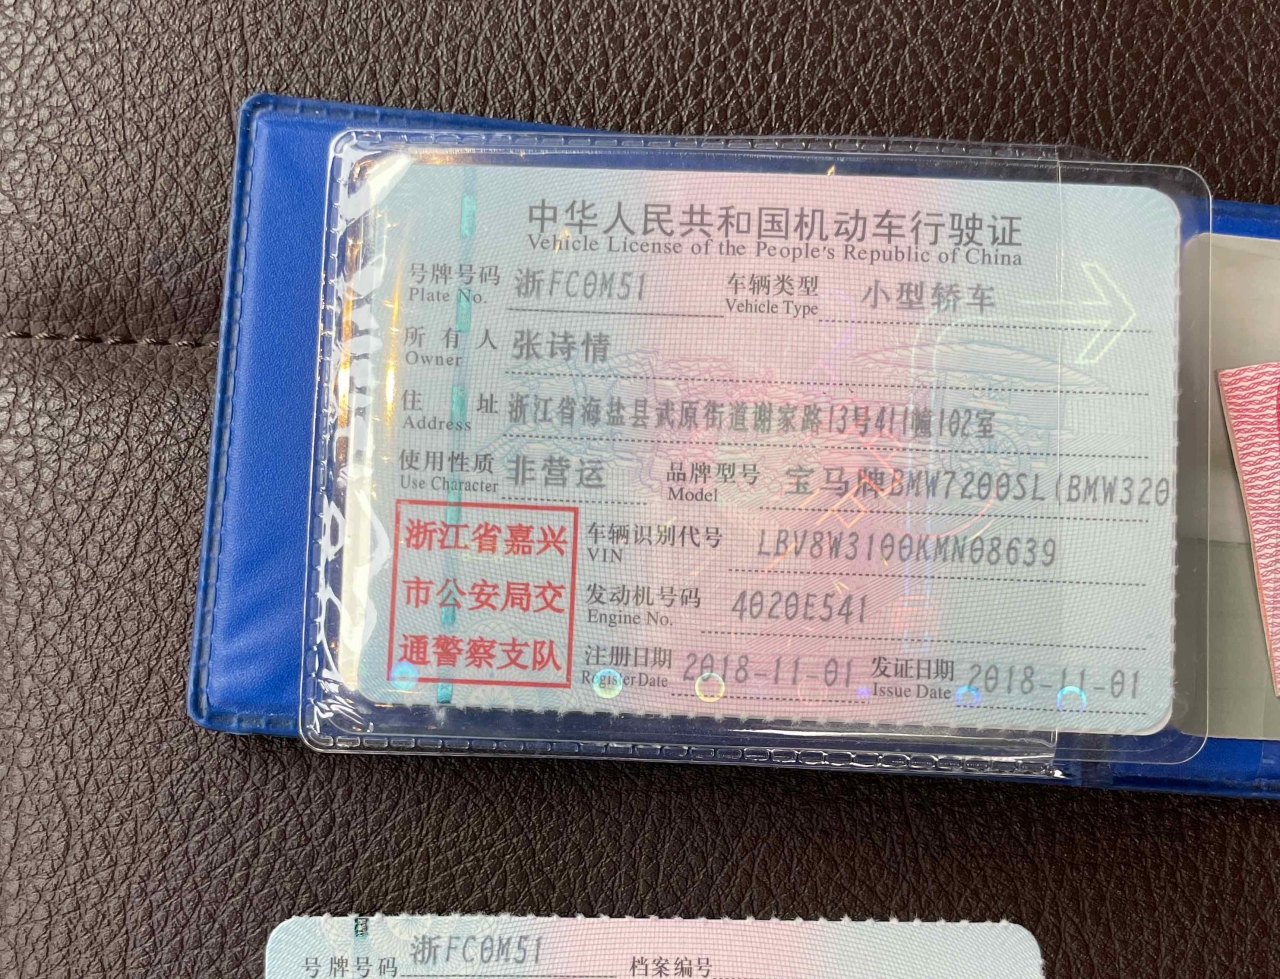 中华人民共和国机动车行驶证
Vehicle License of the People's Republic of China
号牌号码 浙FC0M51 车辆类型 小型轿车
Plate No. Vehicle Type
所有人 张诗情
Owner
住址 浙江省海盐县武原街道谢家路13号411幢102室
Address
使用性质 非营运 品牌型号 宝马牌BMW7200SL(BMW320
Use Character Model
浙江省嘉兴
市公安局交
通警察支队
车辆识别代号 LBV8W3100KMN08639
VIN
发动机号码 4020E541
Engine No.
注册日期 2018-11-01 发证日期 2018-11-01
Register Date Issue Date
号牌号码 浙FC0M51 档案编号